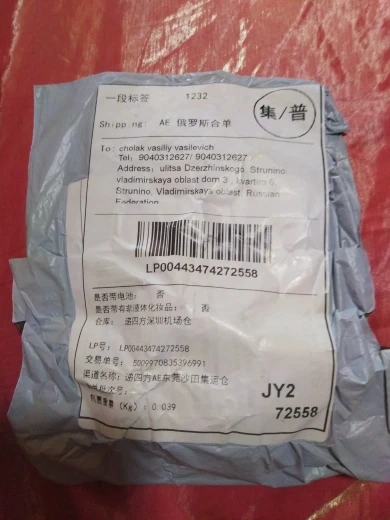 一段标签 1232
集/普
Shipping: AE 俄罗斯合单
To: cholak vasiliy vasilevich
Tel: 9040312627/ 9040312627
Address: ulitsa Dzerzhinskogo, Strunino,
vladimirskaya oblast dom 3 , kvartira 6,
Strunino, Vladimirskaya oblast Russian
Federation
LP00443474272558
是否带电池: 否
是否带有非液体化妆品: 否
仓库: 递四方深圳机场仓
LP号: LP00443474272558
交易单号: 5009970835396991
渠道名称: 递四方AE东莞沙田集运仓
批次号:
JY2
包裹重量 (Kg): 0.039
72558